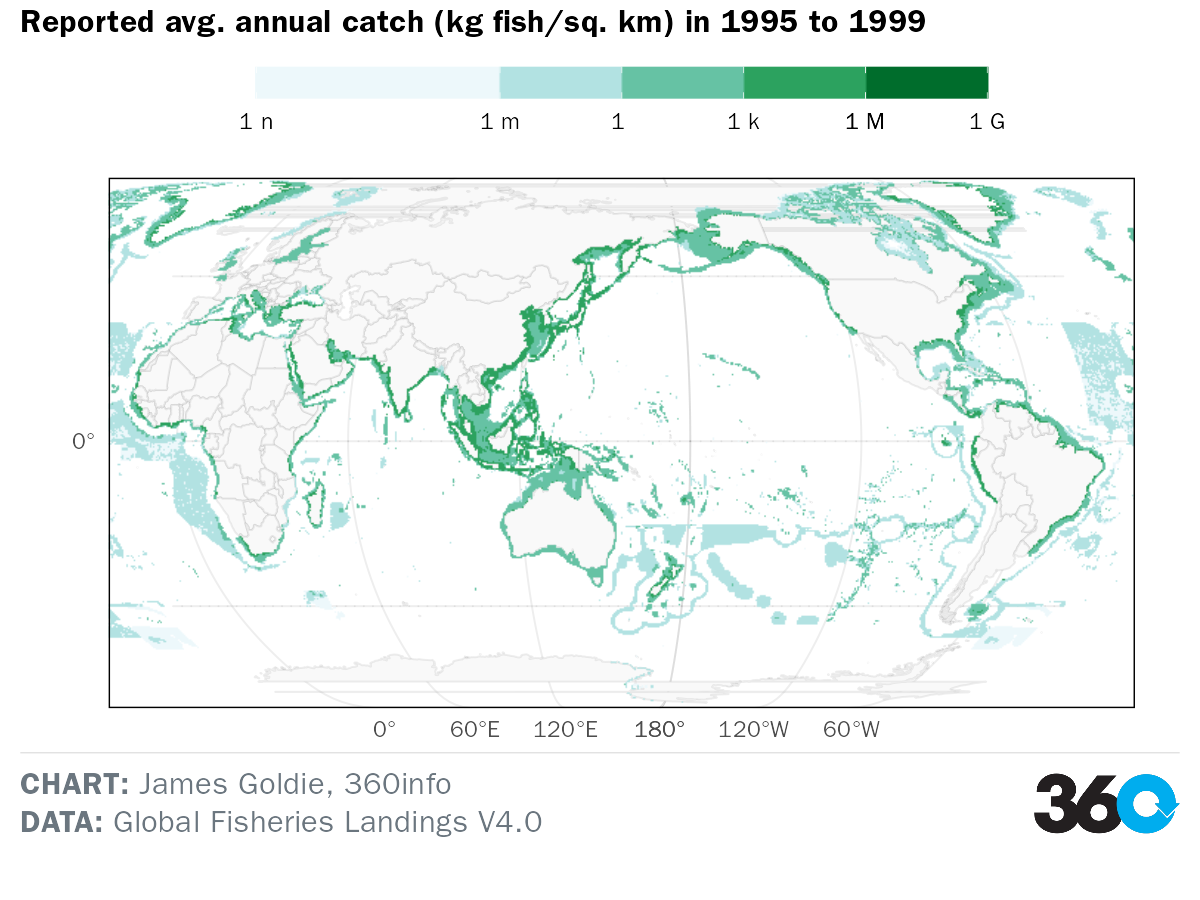 Reported avg. annual catch (kg fish/sq. km) in 1995 to 1999
1 n 1 m 1 1 k 1 M 1 G
0°
0° 60°E 120°E 180° 120°W 60°W
CHART: James Goldie, 360info
DATA: Global Fisheries Landings V4.0
360